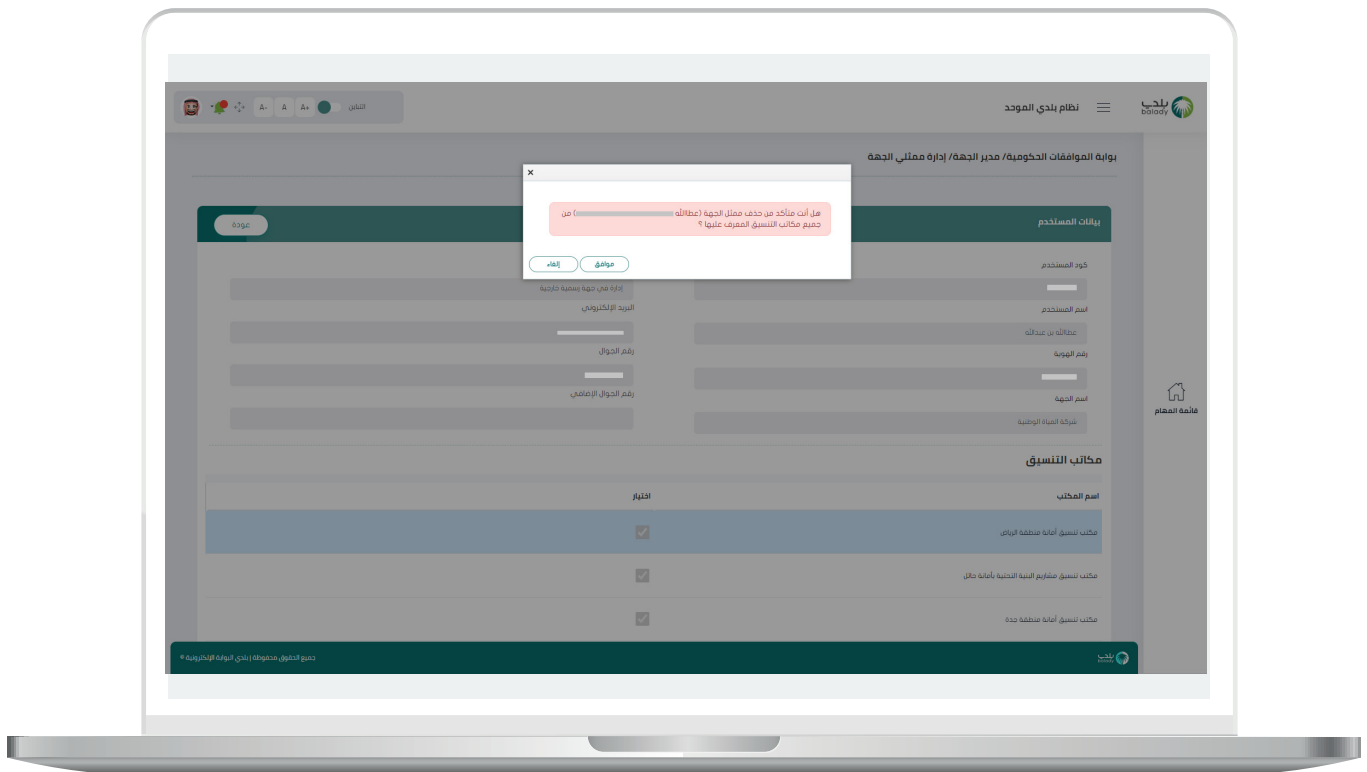 بلدي
balady
نظام بلدي الموحد
التباين
A+
A
A-
بوابة الموافقات الحكومية/ مدير الجهة/ إدارة ممثلي الجهة
×
هل أنت متأكد من حذف ممثل الجهة (عطاالله ) من
جميع مكاتب التنسيق المعرف عليها ؟
موافق
إلغاء
بيانات المستخدم
عودة
كود المستخدم
اسم المستخدم
عطاالله بن عبدالله
رقم الهوية
اسم الجهة
شركة المياة الوطنية
إدارة في جهة رسمية خارجية
البريد الإلكتروني
رقم الجوال
رقم الجوال الإضافي
قائمة المهام
مكاتب التنسيق
اسم المكتب
اختيار
مكتب تنسيق أمانة منطقة الرياض
مكتب تنسيق مشاريع البنية التحتية بأمانة حائل
مكتب تنسيق أمانة منطقة جدة
بلدي
balady
جميع الحقوق محفوظة | بلدي البوابة الإلكترونية ©